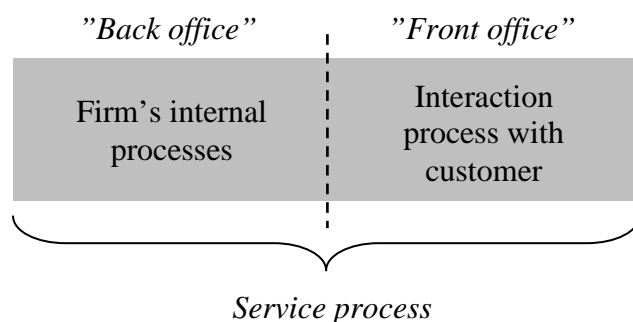 ”Back office”
”Front office”
Firm’s internal
processes
Interaction
process with
customer
Service process